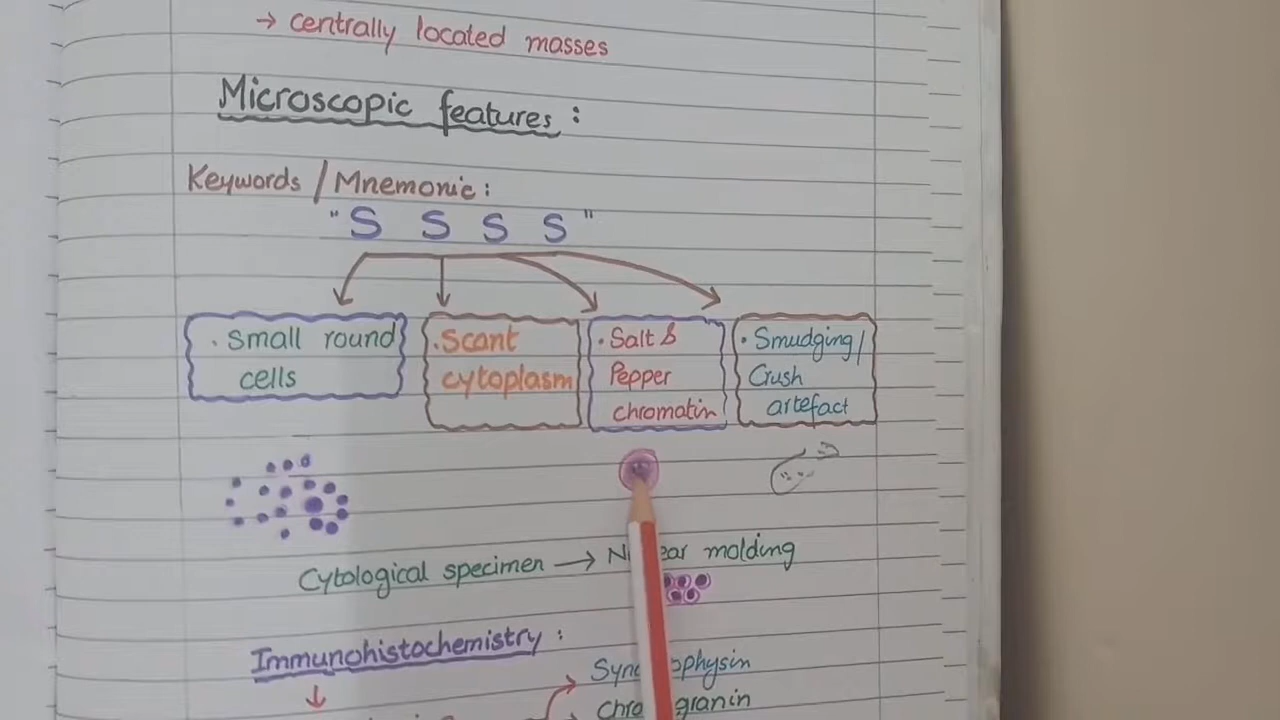 → centrally located masses
Microscopic features:
Keywords / Mnemonic:
"S S S S"
. Small round cells
. Scant cytoplasm
. Salt & Pepper chromatin
. Smudging/ Crush artefact
Cytological specimen → molding
Immunohistochemistry: